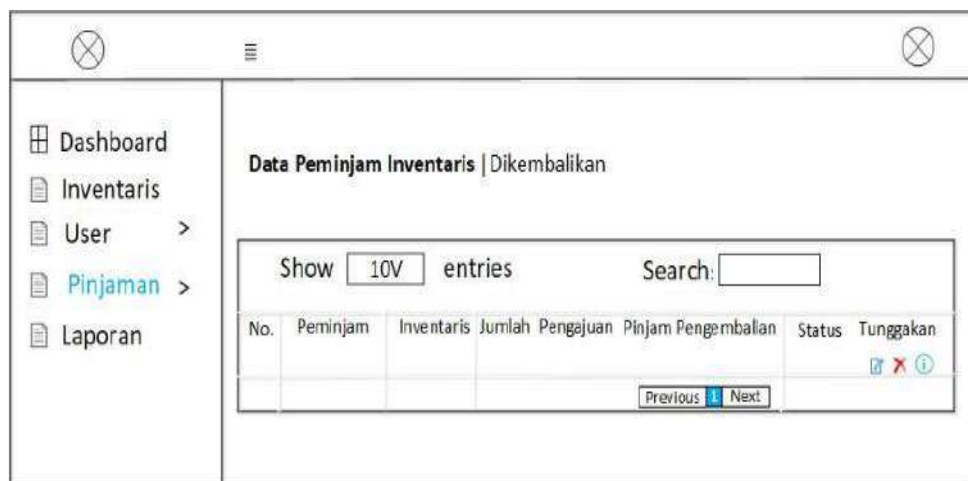 Dashboard
Inventaris
User >
Pinjaman >
Laporan
Data Peminjam Inventaris | Dikembalikan
Show 10V entries Search:
No. Peminjam Inventaris Jumlah Pengajuan Pinjam Pengembalian Status Tunggakan
Previous 1 Next